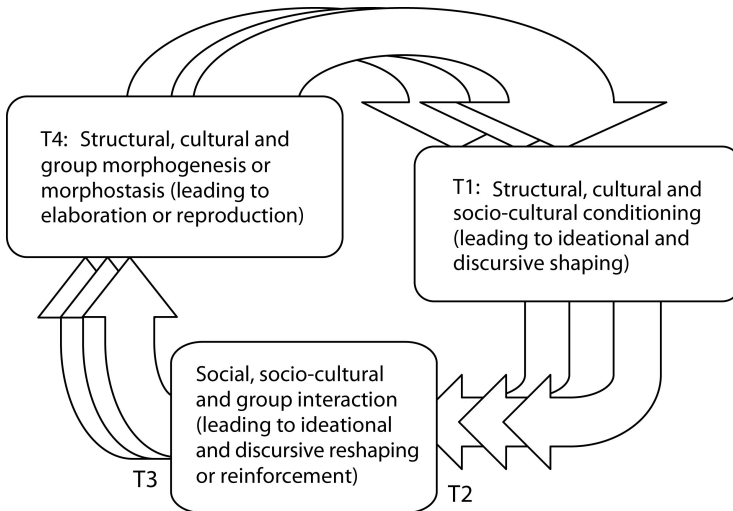 T4: Structural, cultural and
group morphogenesis or
morphostasis (leading to
elaboration or reproduction)
T1: Structural, cultural and
socio-cultural conditioning
(leading to ideational and
discursive shaping)
Social, socio-cultural
and group interaction
(leading to ideational
and discursive reshaping
or reinforcement)
T3
T2